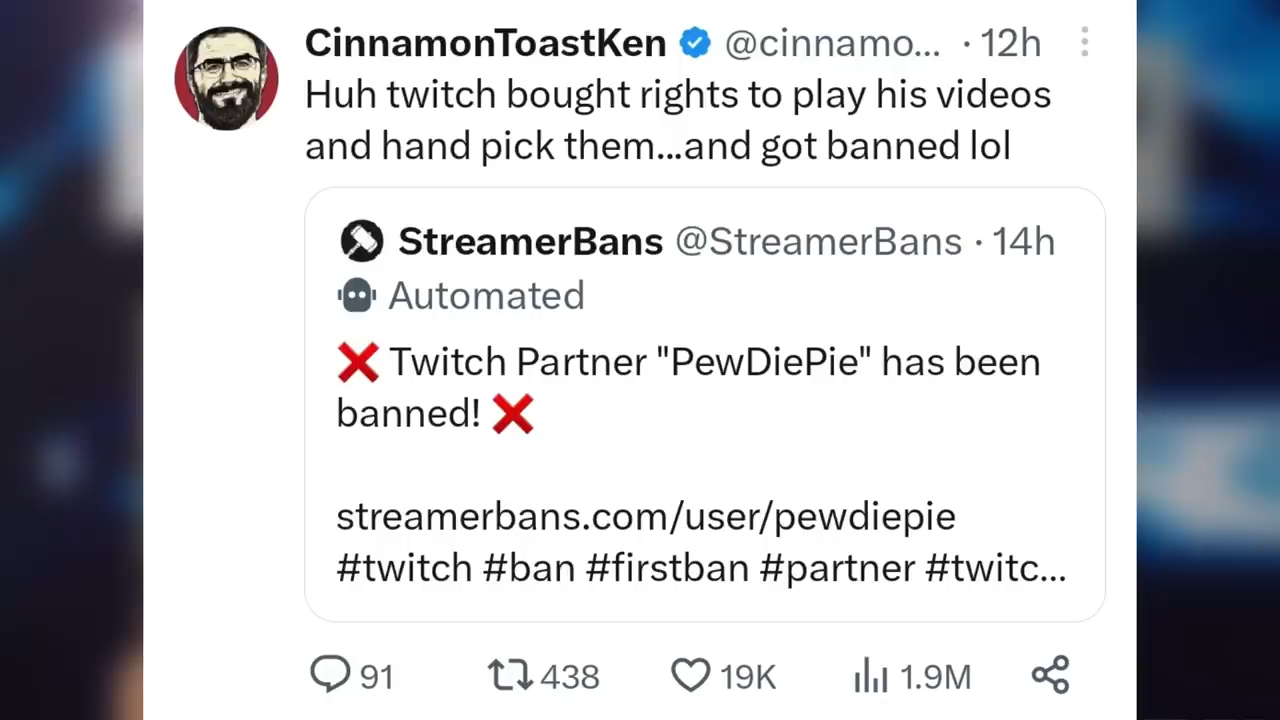 CinnamonToastKen @cinnamo... · 12h
Huh twitch bought rights to play his videos
and hand pick them...and got banned lol
StreamerBans @StreamerBans · 14h
Automated
❌ Twitch Partner "PewDiePie" has been
banned! ❌
streamerbans.com/user/pewdiepie
#twitch #ban #firstban #partner #twitc...
91 438 19K 1.9M